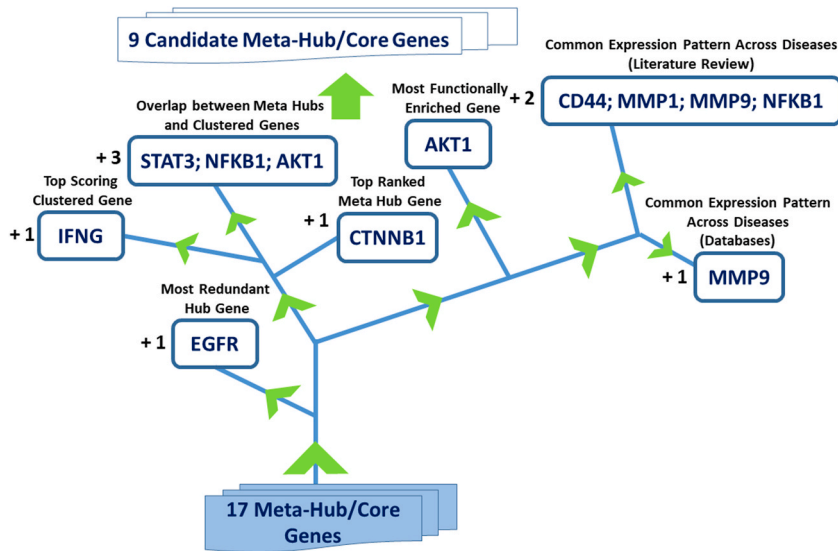 9 Candidate Meta-Hub/Core Genes
Common Expression Pattern Across Diseases
(Literature Review)
+ 2
CD44; MMP1; MMP9; NFKB1
Most Functionally
Enriched Gene
AKT1
Overlap between Meta Hubs
and Clustered Genes
+ 3
STAT3; NFKB1; AKT1
Top Scoring
Clustered Gene
+ 1
IFNG
Top Ranked
Meta Hub Gene
+ 1
CTNNB1
Common Expression Pattern
Across Diseases
(Databases)
+ 1
MMP9
Most Redundant
Hub Gene
+ 1
EGFR
17 Meta-Hub/Core
Genes